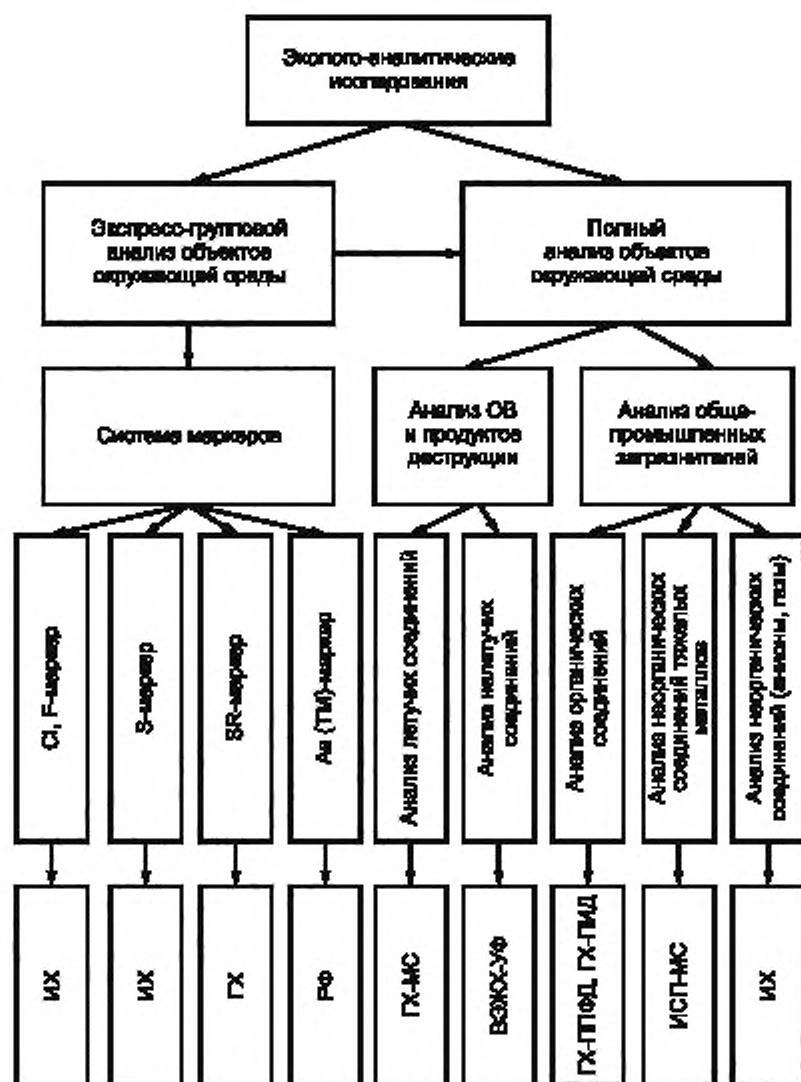 Эколого-аналитические
исследования
Экспресс-групповой
анализ объектов
окружающей среды
Полный
анализ объектов
окружающей среды
Система маркеров
Анализ ОВ
и продуктов
деструкции
Анализ обще-
промышленных
загрязнителей
Cl, F-маркер
S-маркер
SR-маркер
As (ТМ)-маркер
Анализ летучих соединений
Анализ нелетучих
соединений
Анализ органических
соединений
Анализ неорганических
соединений тяжелых
металлов
Анализ неорганических
соединений (анионы, газы)
ИХ
ИХ
ГХ
РФ
ГХ-МС
ВЭЖХ-УФ
ГХ-ППФД, ГХ-ПИД
ИСП-МС
ИХ